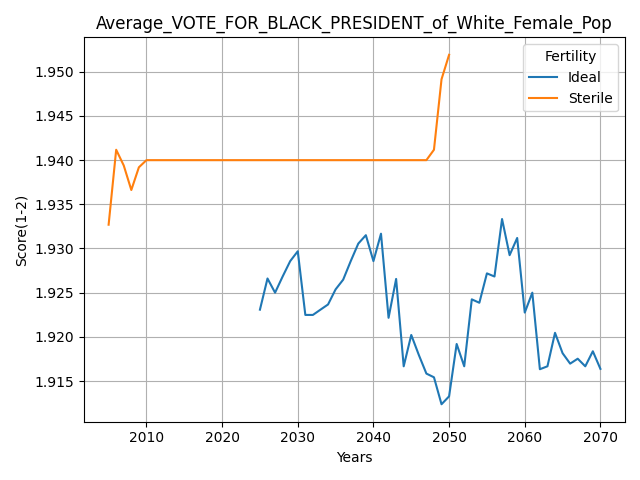 Average_VOTE_FOR_BLACK_PRESIDENT_of_White_Female_Pop
Fertility
Ideal
Sterile
1.950
1.945
1.940
1.935
1.930
1.925
1.920
1.915
Score(1-2)
2010 2020 2030 2040 2050 2060 2070
Years